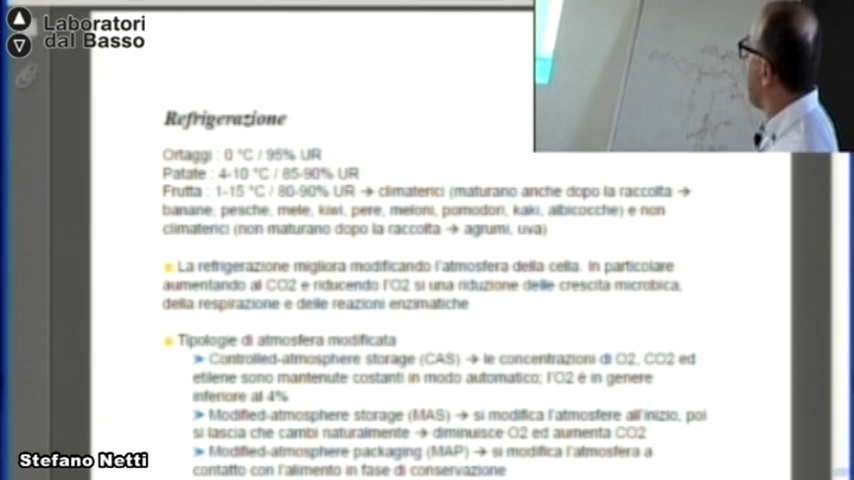 Laboratori
dal Basso
Refrigerazione
Ortaggi : 0 °C / 95% UR
Patate : 4-10 °C / 85-90% UR
Frutta : 1-15 °C / 80-90% UR → climaterici (maturano anche dopo la raccolta →
banane, pesche, mele, kiwi, pere, meloni, pomodori, kaki, albicocche) e non
climaterici (non maturano dopo la raccolta → agrumi, uva)
La refrigerazione migliora modificando l'atmosfera della cella. In particolare
aumentando al CO2 e riducendo l'O2 si una riduzione delle crescita microbica,
della respirazione e delle reazioni enzimatiche
Tipologie di atmosfera modificata
➤ Controlled-atmosphere storage (CAS) → le concentrazioni di O2, CO2 ed
etilene sono mantenute costanti in modo automatico; l'O2 è in genere
inferiore al 4%
➤ Modified-atmosphere storage (MAS) → si modifica l'atmosfere all'inizio, poi
si lascia che cambi naturalmente → diminuisce O2 ed aumenta CO2
➤ Modified-atmosphere packaging (MAP) → si modifica l'atmosfera a
contatto con l'alimento in fase di conservazione
Stefano Netti